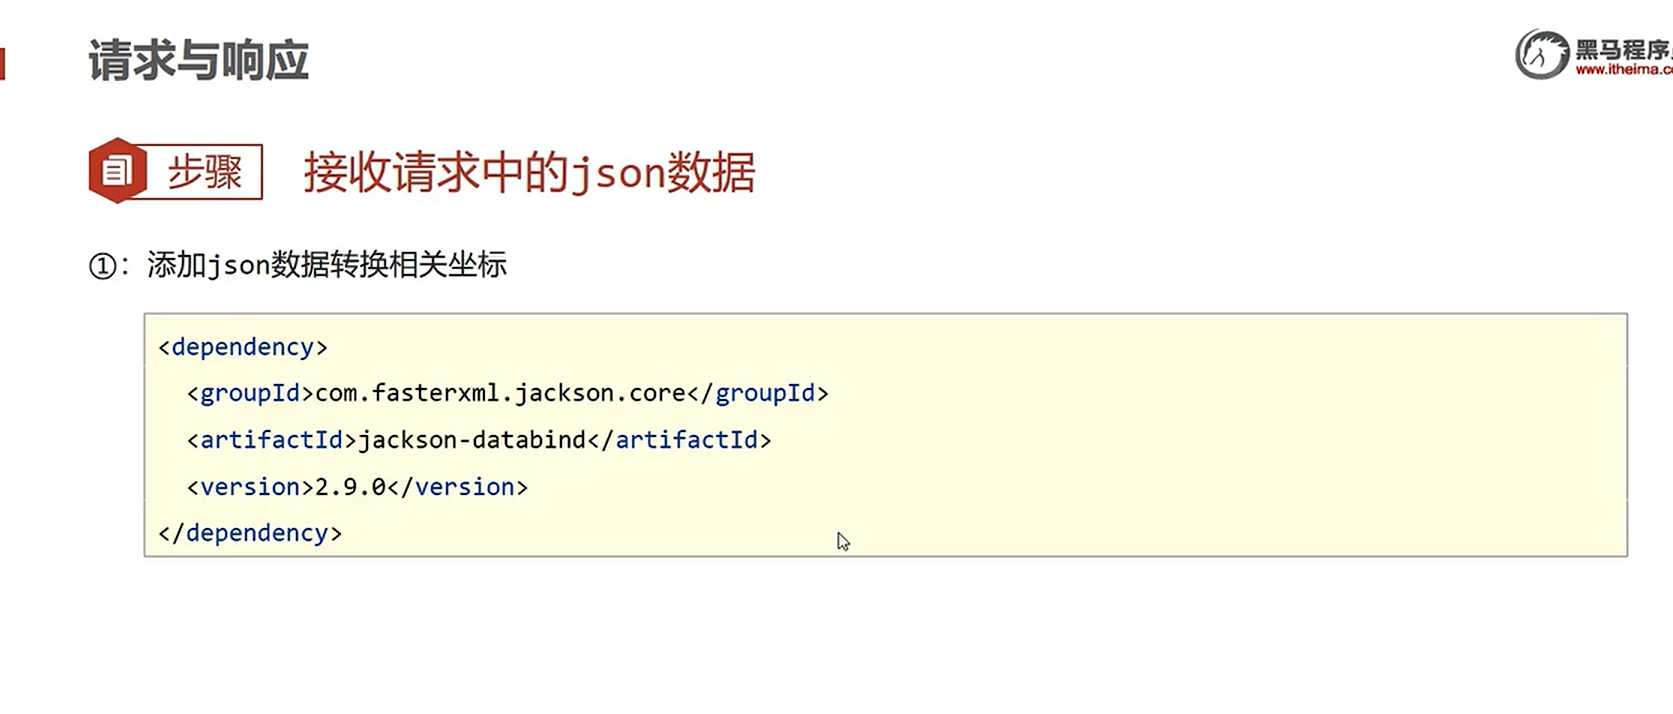 请求与响应
黑马程序
www.itheima.c
步骤
接收请求中的json数据
①：添加json数据转换相关坐标
<dependency>
<groupId>com.fasterxml.jackson.core</groupId>
<artifactId>jackson-databind</artifactId>
<version>2.9.0</version>
</dependency>